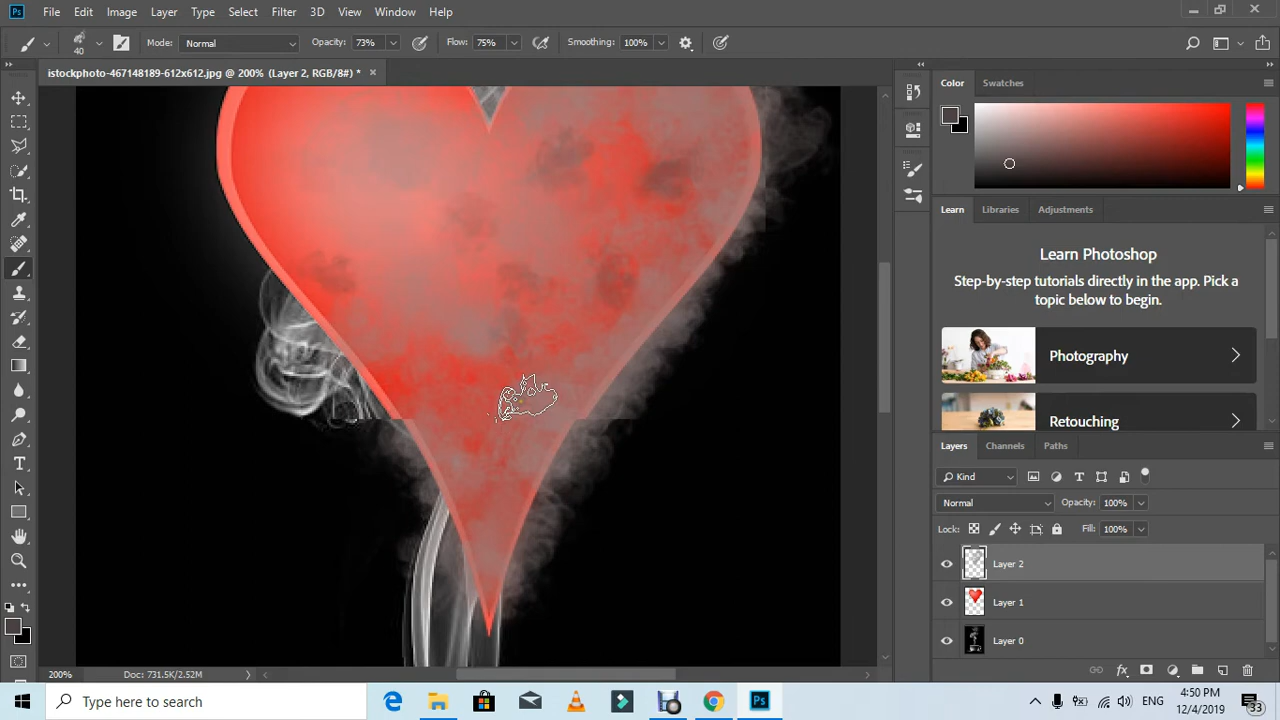 Ps File Edit Image Layer Type Select Filter 3D View Window Help
40 Mode: Normal Opacity: 73% Flow: 75% Smoothing: 100%
istockphoto-467148189-612x612.jpg @ 200% (Layer 2, RGB/8#) * ×
Color Swatches
Learn Libraries Adjustments
Learn Photoshop
Step-by-step tutorials directly in the app. Pick a
topic below to begin.
Photography
Retouching
Layers Channels Paths
Kind
Normal Opacity: 100%
Lock: Fill: 100%
Layer 2
Layer 1
Layer 0
200% Doc: 731.5K/2.52M
Type here to search
ENG
4:50 PM
12/4/2019
33